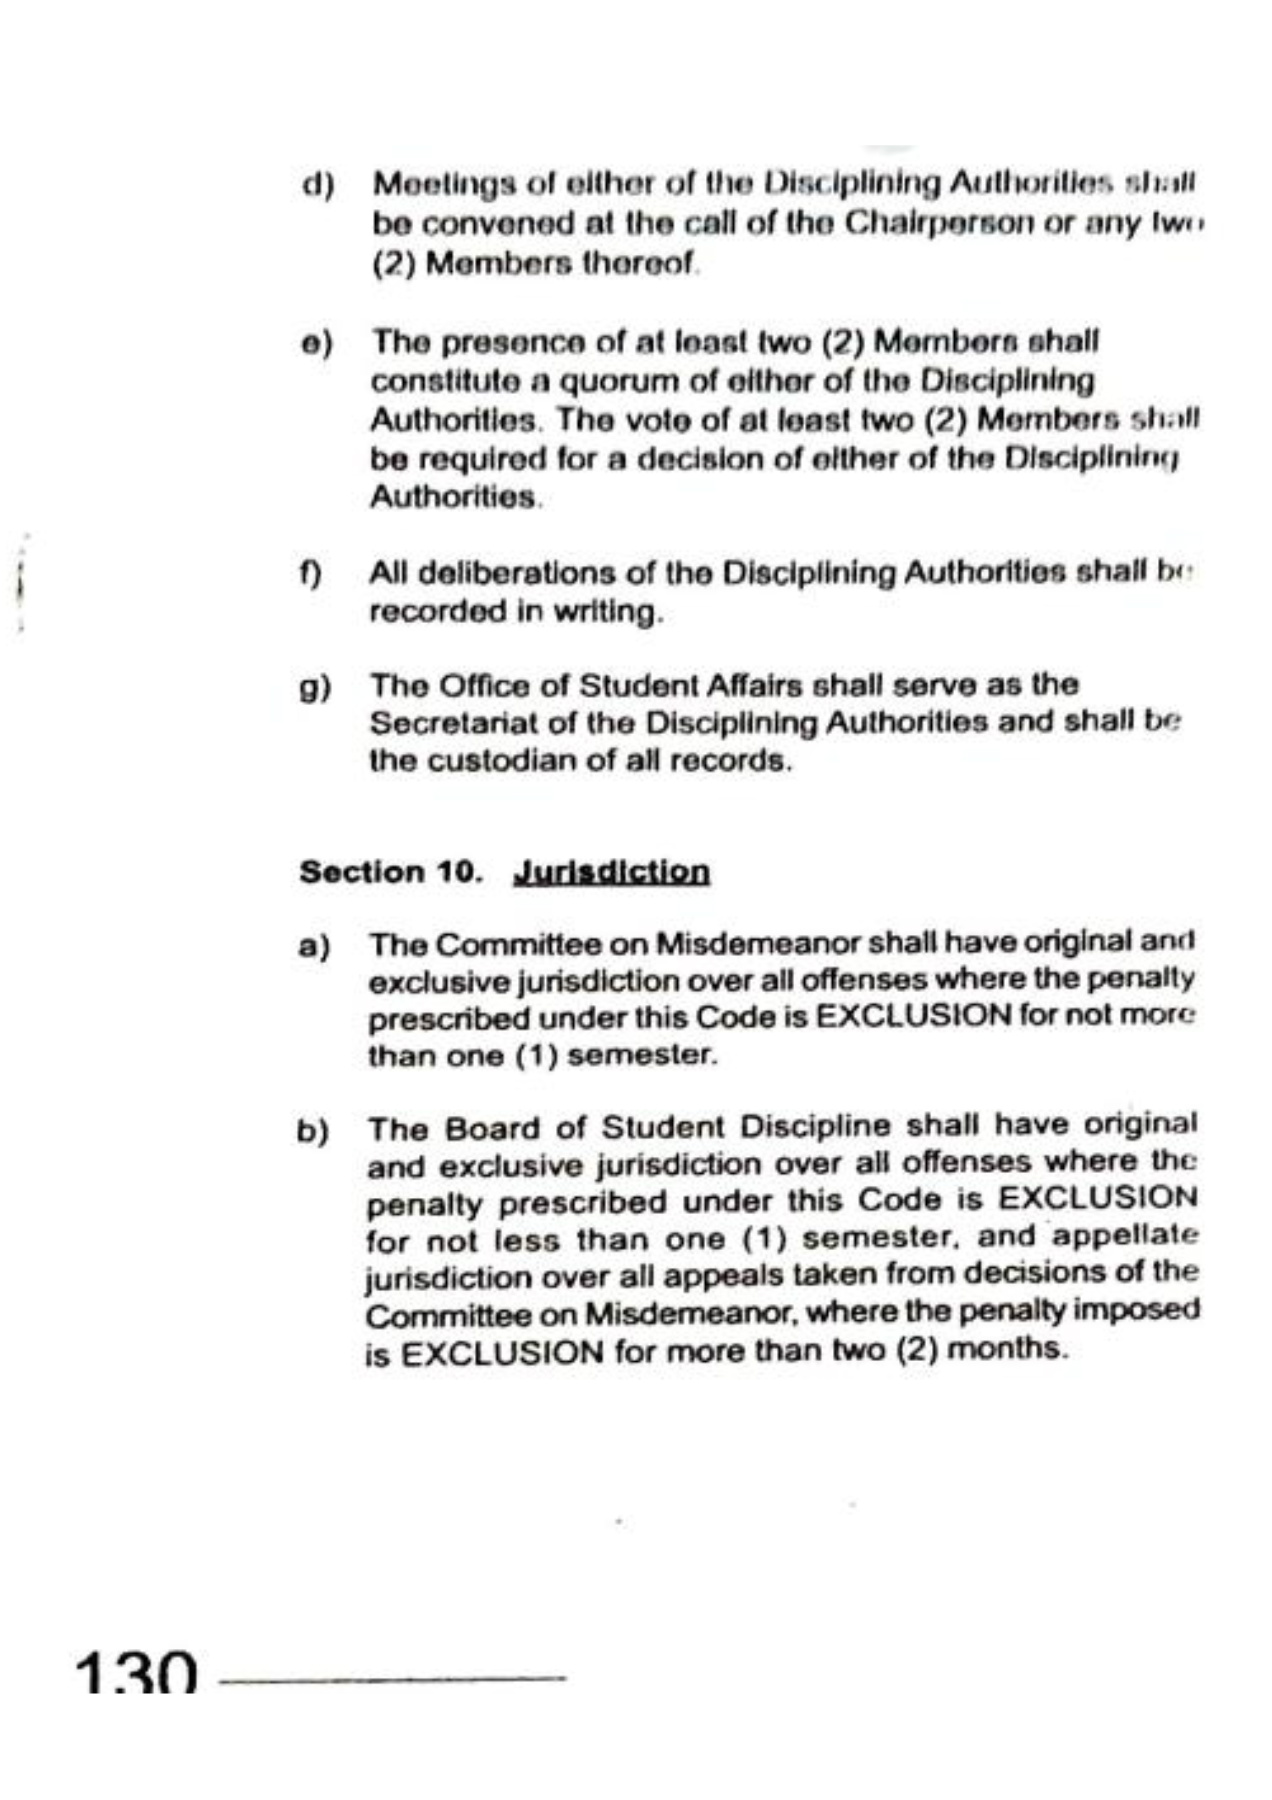 d) Meetings of either of the Disciplining Authorities shall
be convened at the call of the Chairperson or any two
(2) Members thereof.
e) The presence of at least two (2) Members shall
constitute a quorum of either of the Disciplining
Authorities. The vote of at least two (2) Members shall
be required for a decision of either of the Disciplining
Authorities.
f) All deliberations of the Disciplining Authorities shall be
recorded in writing.
g) The Office of Student Affairs shall serve as the
Secretariat of the Disciplining Authorities and shall be
the custodian of all records.
Section 10. Jurisdiction
a) The Committee on Misdemeanor shall have original and
exclusive jurisdiction over all offenses where the penalty
prescribed under this Code is EXCLUSION for not more
than one (1) semester.
b) The Board of Student Discipline shall have original
and exclusive jurisdiction over all offenses where the
penalty prescribed under this Code is EXCLUSION
for not less than one (1) semester, and appellate
jurisdiction over all appeals taken from decisions of the
Committee on Misdemeanor, where the penalty imposed
is EXCLUSION for more than two (2) months.
130